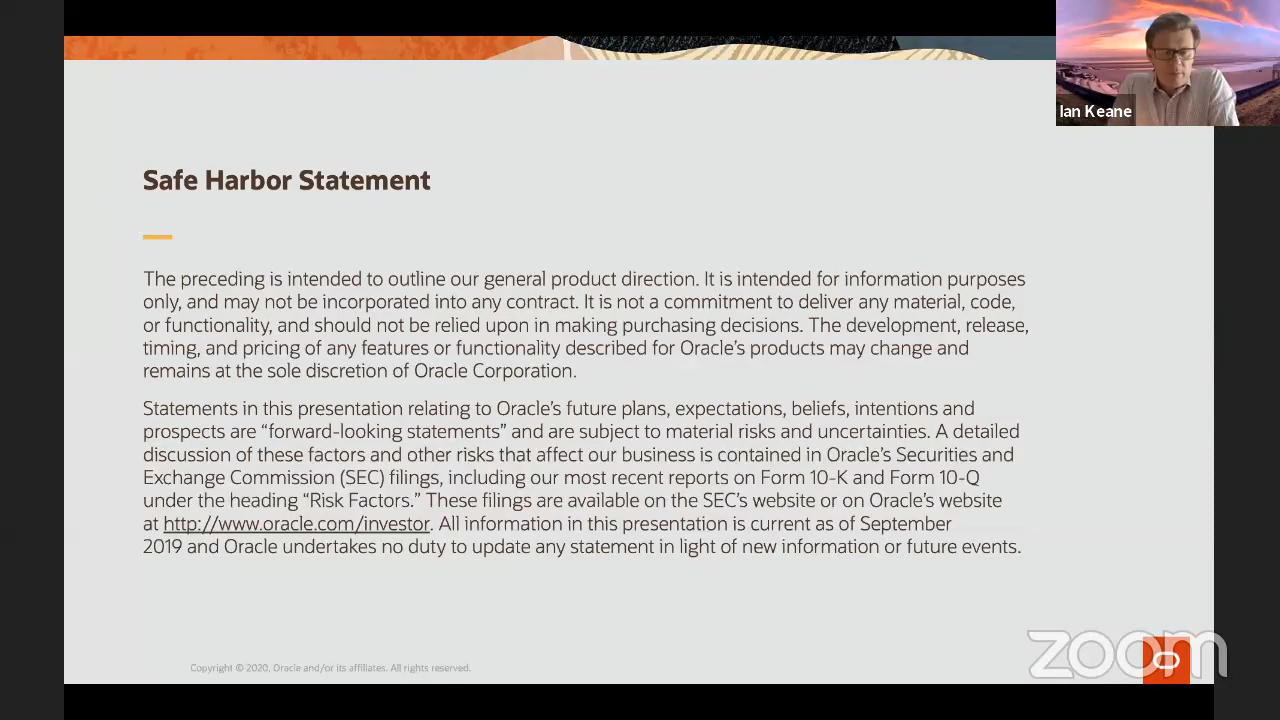 Ian Keane
Safe Harbor Statement
The preceding is intended to outline our general product direction. It is intended for information purposes
only, and may not be incorporated into any contract. It is not a commitment to deliver any material, code,
or functionality, and should not be relied upon in making purchasing decisions. The development, release,
timing, and pricing of any features or functionality described for Oracle’s products may change and
remains at the sole discretion of Oracle Corporation.
Statements in this presentation relating to Oracle’s future plans, expectations, beliefs, intentions and
prospects are “forward-looking statements” and are subject to material risks and uncertainties. A detailed
discussion of these factors and other risks that affect our business is contained in Oracle’s Securities and
Exchange Commission (SEC) filings, including our most recent reports on Form 10-K and Form 10-Q
under the heading “Risk Factors.” These filings are available on the SEC’s website or on Oracle’s website
at http://www.oracle.com/investor. All information in this presentation is current as of September
2019 and Oracle undertakes no duty to update any statement in light of new information or future events.
Copyright © 2020, Oracle and/or its affiliates. All rights reserved.
zoom